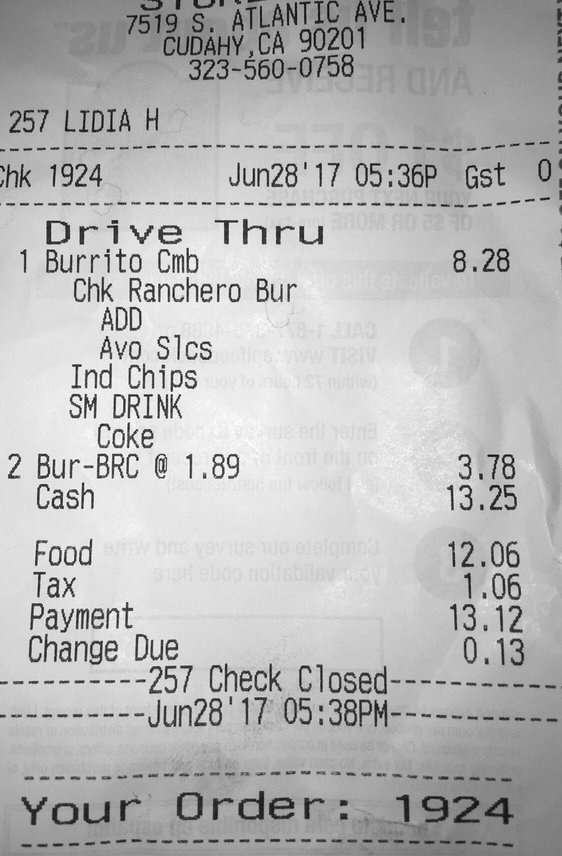 7519 S. ATLANTIC AVE.
CUDAHY,CA 90201
323-560-0758
257 LIDIA H
Chk 1924 Jun28'17 05:36P Gst 0
Drive Thru
1 Burrito Cmb 8.28
Chk Ranchero Bur
ADD
Avo Slcs
Ind Chips
SM DRINK
Coke
2 Bur-BRC @ 1.89 3.78
Cash 13.25
Food 12.06
Tax 1.06
Payment 13.12
Change Due 0.13
----------257 Check Closed----------
----------Jun28'17 05:38PM----------
Your Order: 1924